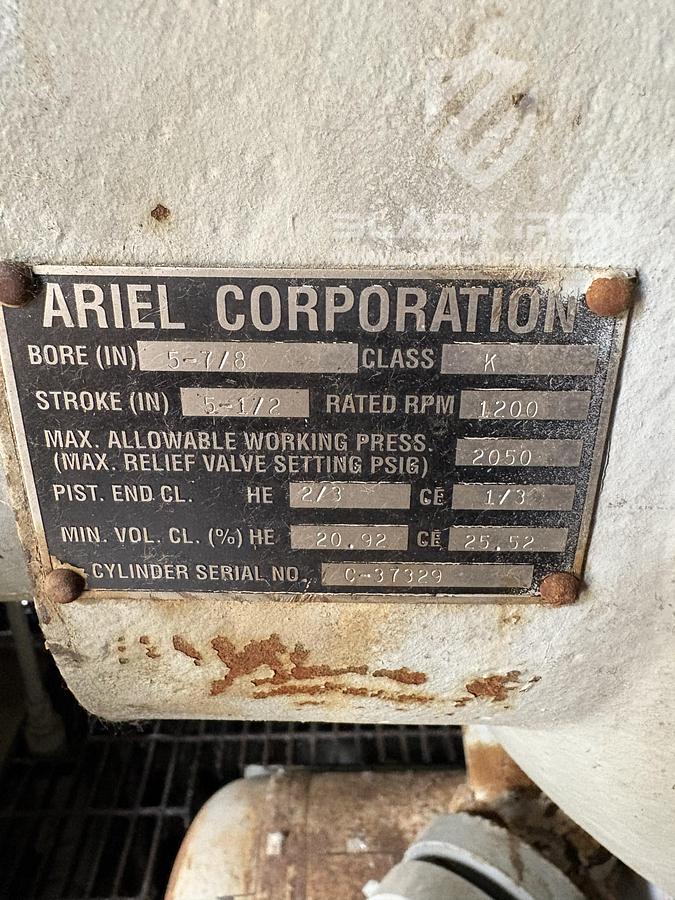 BLACK IRON
ARIEL CORPORATION
BORE (IN) 5-7/8 CLASS K
STROKE (IN) 5-1/2 RATED RPM 1200
MAX. ALLOWABLE WORKING PRESS.
(MAX. RELIEF VALVE SETTING PSIG) 2050
PIST. END CL. HE 2/3 CE 1/3
MIN. VOL. CL. (%) HE 20.92 CE 25.52
CYLINDER SERIAL NO. C-37329